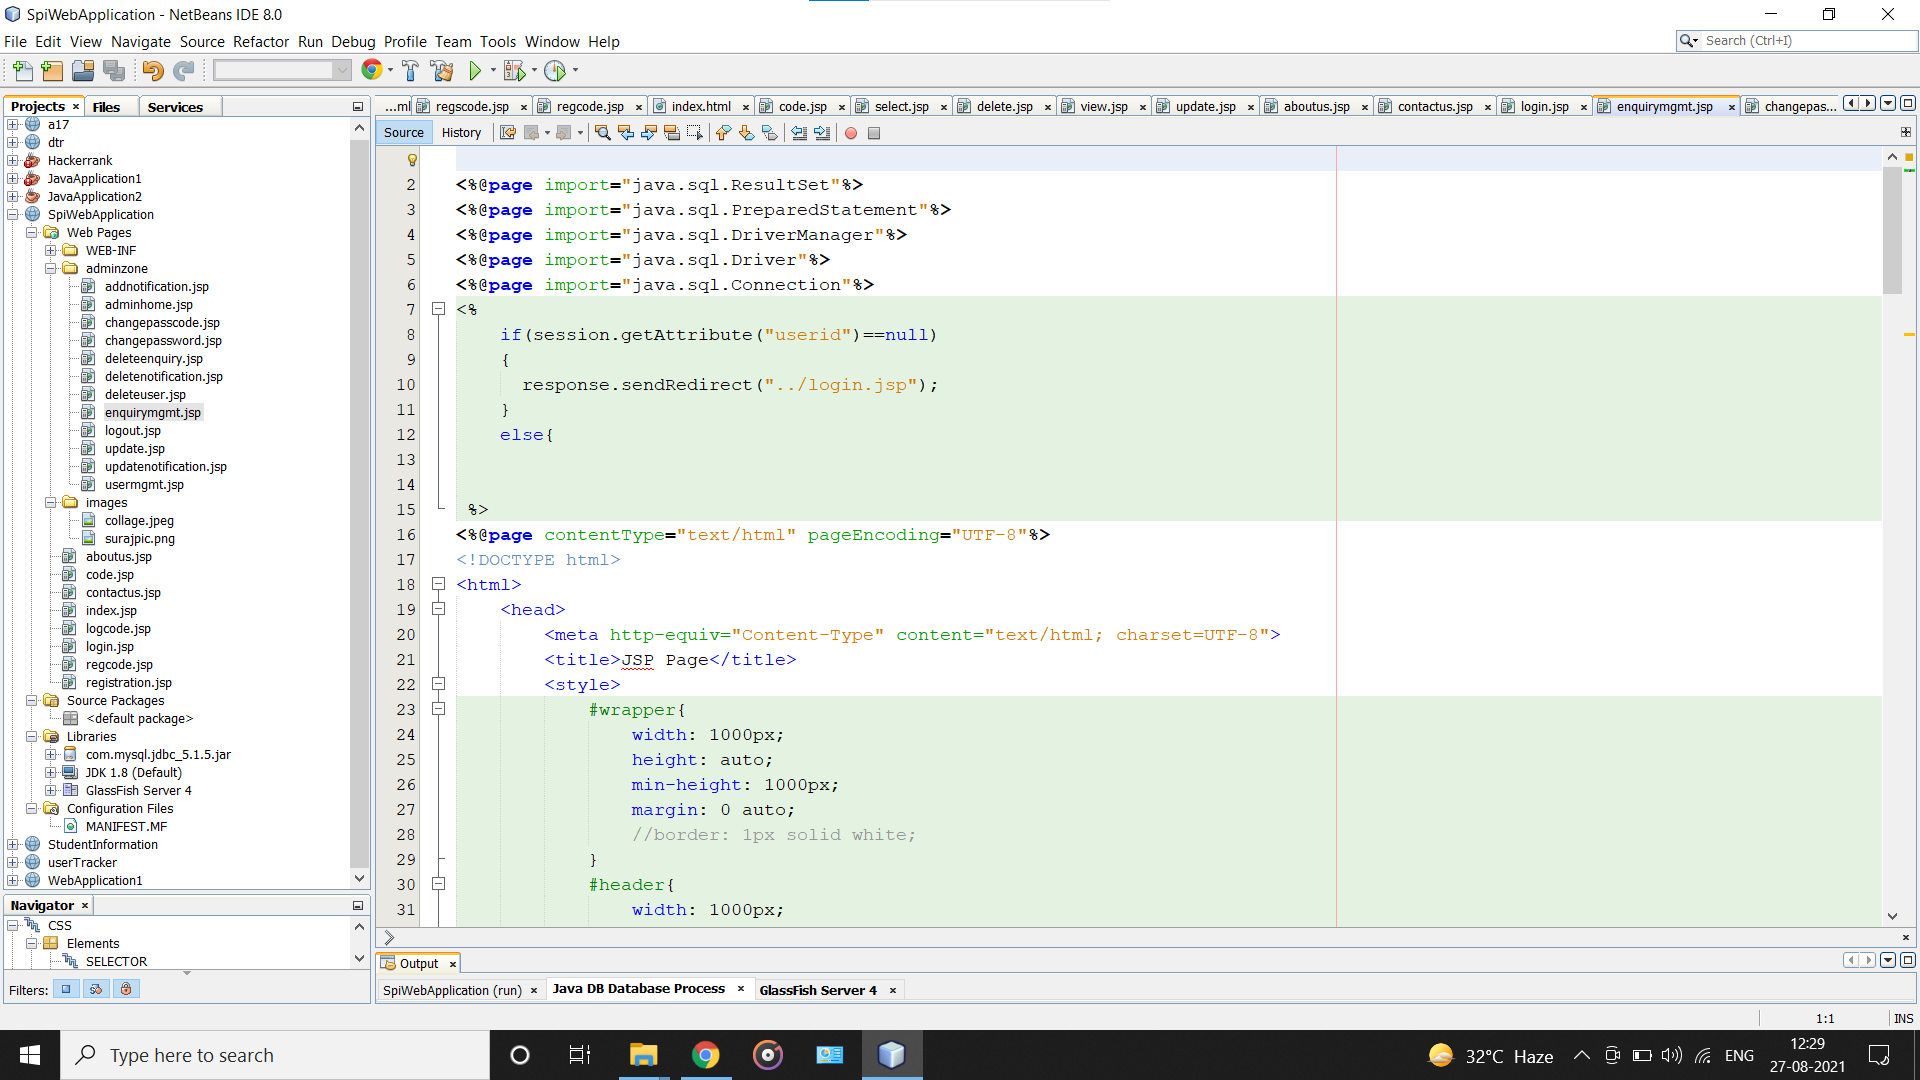 SpiWebApplication - NetBeans IDE 8.0
File Edit View Navigate Source Refactor Run Debug Profile Team Tools Window Help
Search (Ctrl+I)
Projects Files Services
a17
dtr
Hackerrank
JavaApplication1
JavaApplication2
SpiWebApplication
Web Pages
WEB-INF
adminzone
addnotification.jsp
adminhome.jsp
changepasscode.jsp
changepassword.jsp
deleteenquiry.jsp
deletenotification.jsp
deleteuser.jsp
enquirymgmt.jsp
logout.jsp
update.jsp
updatenotification.jsp
usermgmt.jsp
images
collage.jpeg
surajpic.png
aboutus.jsp
code.jsp
contactus.jsp
index.jsp
logcode.jsp
login.jsp
regcode.jsp
registration.jsp
Source Packages
<default package>
Libraries
com.mysql.jdbc_5.1.5.jar
JDK 1.8 (Default)
GlassFish Server 4
Configuration Files
MANIFEST.MF
StudentInformation
userTracker
WebApplication1
Navigator
CSS
Elements
SELECTOR
Filters:
...ml regscode.jsp regcode.jsp index.html code.jsp select.jsp delete.jsp view.jsp update.jsp aboutus.jsp contactus.jsp login.jsp enquirymgmt.jsp changepas...
Source History
2 <%@page import="java.sql.ResultSet"%>
3 <%@page import="java.sql.PreparedStatement"%>
4 <%@page import="java.sql.DriverManager"%>
5 <%@page import="java.sql.Driver"%>
6 <%@page import="java.sql.Connection"%>
7 <%
8 if(session.getAttribute("userid")==null)
9 {
10 response.sendRedirect("../login.jsp");
11 }
12 else{
13
14
15 %>
16 <%@page contentType="text/html" pageEncoding="UTF-8"%>
17 <!DOCTYPE html>
18 <html>
19 <head>
20 <meta http-equiv="Content-Type" content="text/html; charset=UTF-8">
21 <title>JSP Page</title>
22 <style>
23 #wrapper{
24 width: 1000px;
25 height: auto;
26 min-height: 1000px;
27 margin: 0 auto;
28 //border: 1px solid white;
29 }
30 #header{
31 width: 1000px;
Output
SpiWebApplication (run) Java DB Database Process GlassFish Server 4
1:1 INS
Type here to search
32°C Haze
ENG
12:29
27-08-2021